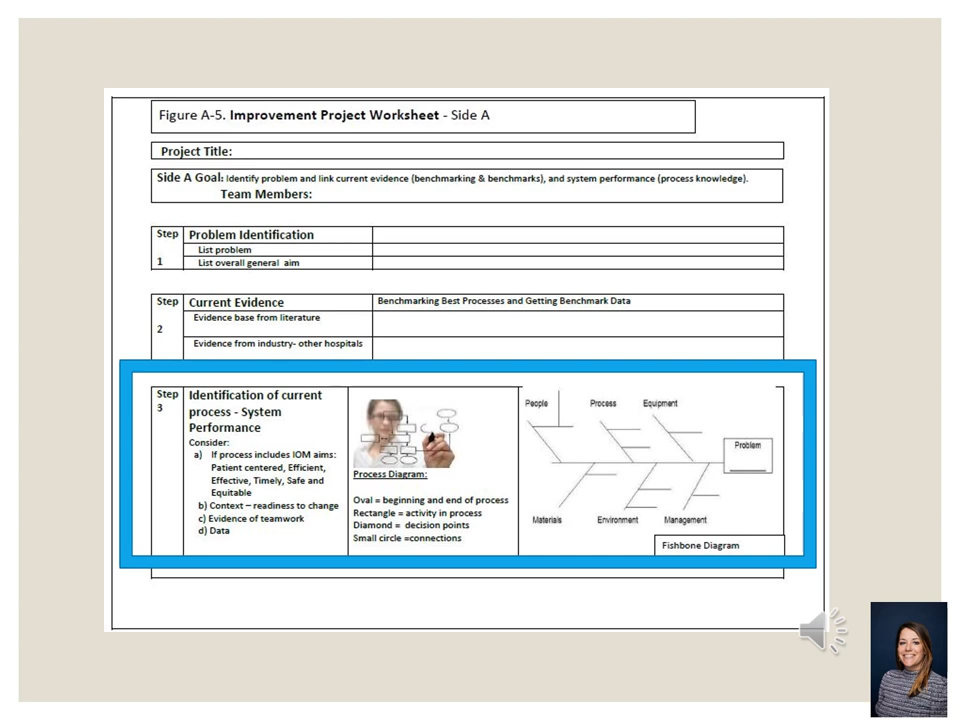 Figure A-5. Improvement Project Worksheet - Side A
Project Title:
Side A Goal: Identify problem and link current evidence (benchmarking & benchmarks), and system performance (process knowledge).
Team Members:
Step Problem Identification
List problem
1 List overall general aim
Step Current Evidence Benchmarking Best Processes and Getting Benchmark Data
Evidence base from literature
2
Evidence from industry- other hospitals
Step Identification of current
3 process - System
Performance
Consider:
a) If process includes IOM aims:
Patient centered, Efficient,
Effective, Timely, Safe and
Equitable
b) Context – readiness to change
c) Evidence of teamwork
d) Data
Process Diagram:
Oval = beginning and end of process
Rectangle = activity in process
Diamond = decision points
Small circle =connections
People Process Equipment
Problem
Materials Environment Management
Fishbone Diagram